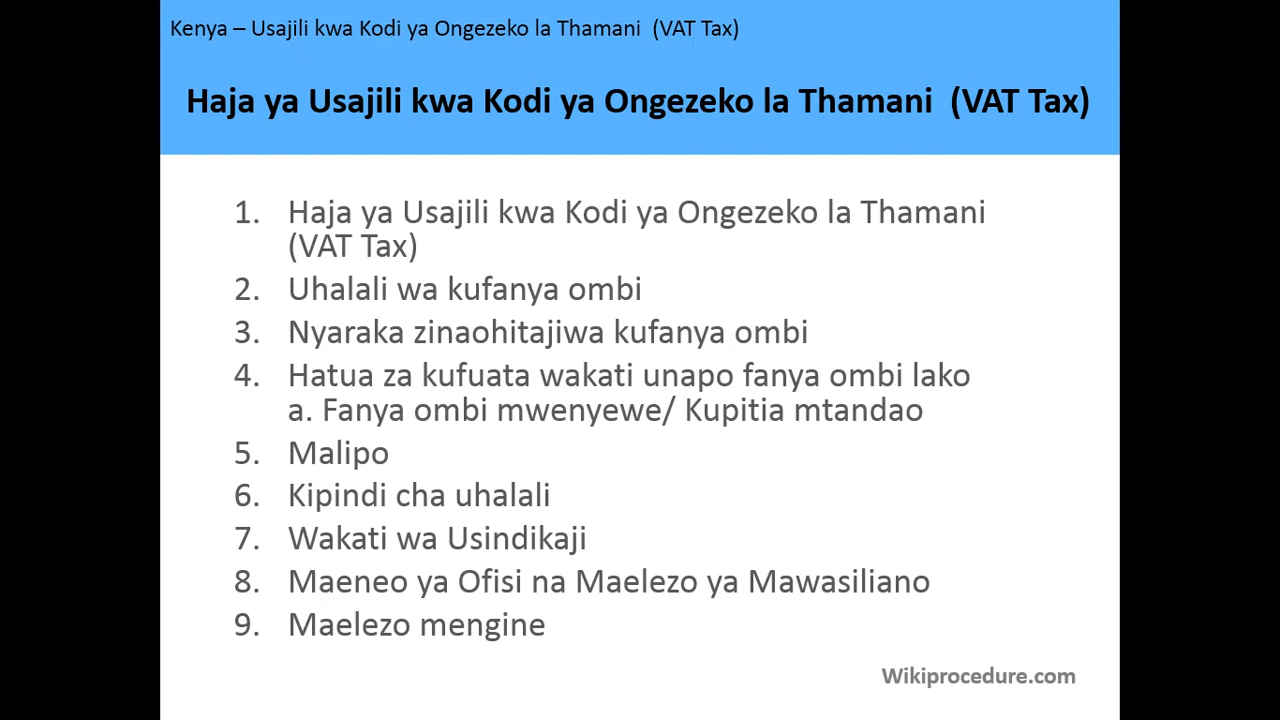 Kenya – Usajili kwa Kodi ya Ongezeko la Thamani (VAT Tax)
Haja ya Usajili kwa Kodi ya Ongezeko la Thamani (VAT Tax)
1. Haja ya Usajili kwa Kodi ya Ongezeko la Thamani
(VAT Tax)
2. Uhalali wa kufanya ombi
3. Nyaraka zinaohitajiwa kufanya ombi
4. Hatua za kufuata wakati unapo fanya ombi lako
a. Fanya ombi mwenyewe/ Kupitia mtandao
5. Malipo
6. Kipindi cha uhalali
7. Wakati wa Usindikaji
8. Maeneo ya Ofisi na Maelezo ya Mawasiliano
9. Maelezo mengine
Wikiprocedure.com